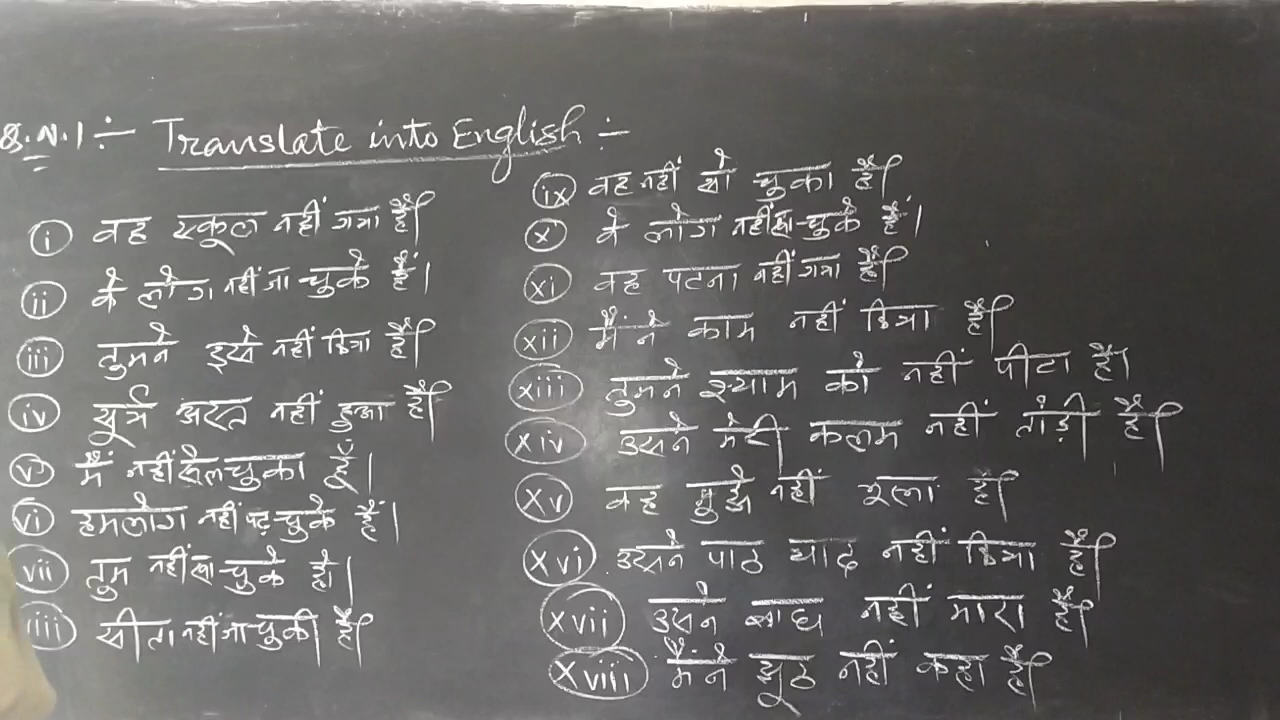 Q.N.1 :- Translate into English :-
(i) वह स्कूल नहीं गया है।
(ii) वे लोग नहीं जा चुके हैं।
(iii) तुमने इसे नहीं किया है।
(iv) सूर्य अस्त नहीं हुआ है।
(v) मैं नहीं खेल चुका हूँ।
(vi) हमलोग नहीं पढ़ चुके हैं।
(vii) तुम नहीं खा चुके हो।
(iii) सीता नहीं जा चुकी है।
(ix) वह नहीं सो चुका है।
(x) वे लोग नहीं खा चुके हैं।
(xi) वह पटना नहीं गया है।
(xii) मैंने काम नहीं किया है।
(xiii) तुमने श्याम को नहीं पीटा है।
(xiv) उसने मेरी कलम नहीं तोड़ी है।
(xv) वह मुझे नहीं भूला है।
(xvi) उसने पाठ याद नहीं किया है।
(xvii) उसने बाघ नहीं मारा है।
(xviii) मैंने झूठ नहीं कहा है।